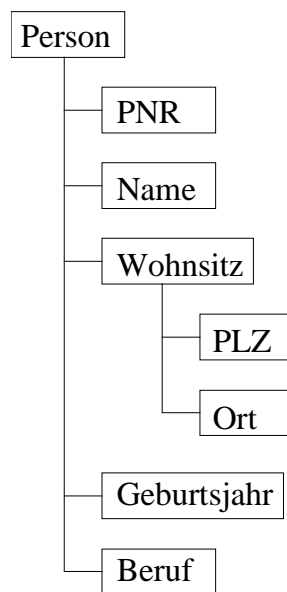 Person
PNR
Name
Wohnsitz
PLZ
Ort
Geburtsjahr
Beruf